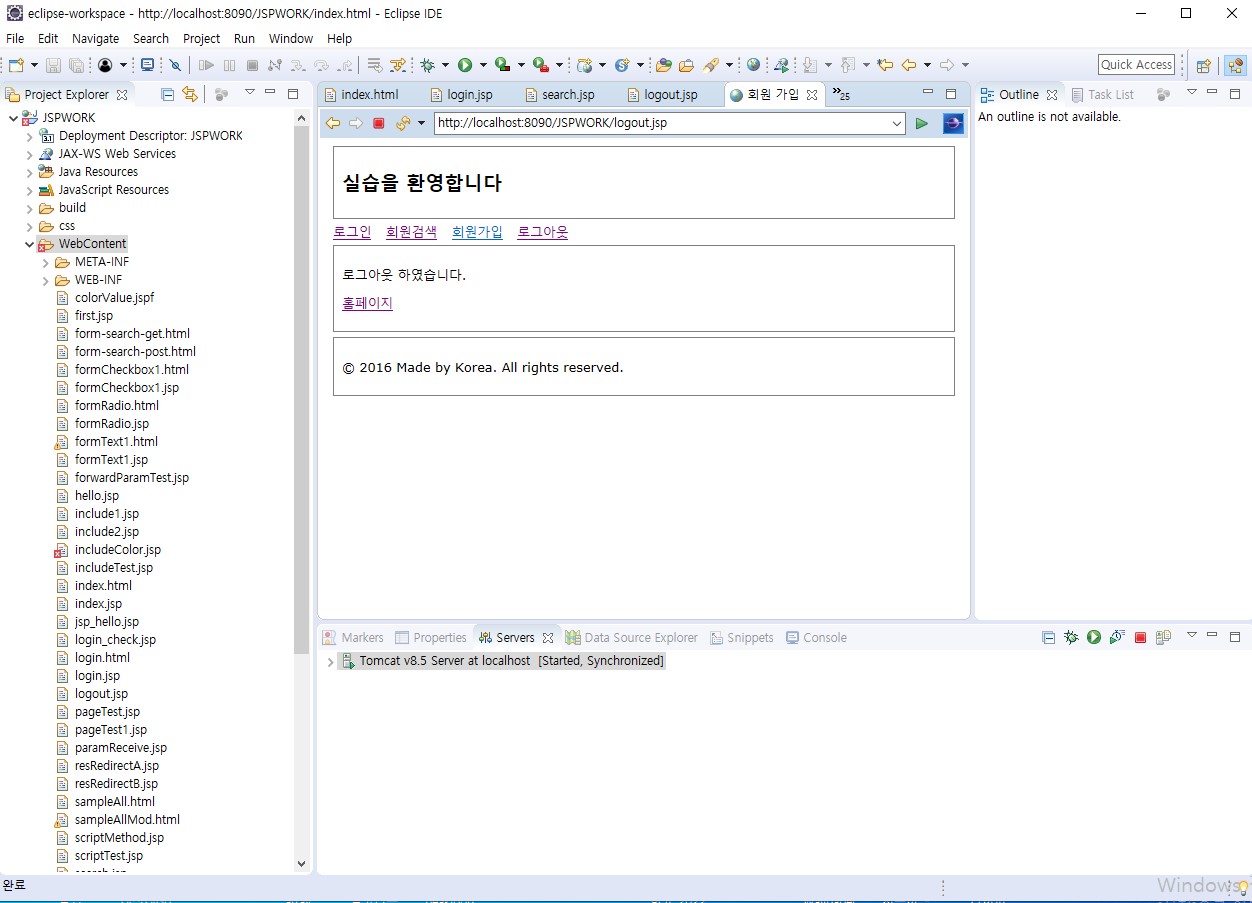 eclipse-workspace - http://localhost:8090/JSPWORK/index.html - Eclipse IDE
File Edit Navigate Search Project Run Window Help
Quick Access
Project Explorer
index.html login.jsp search.jsp logout.jsp 회원 가입 »25
Outline Task List
http://localhost:8090/JSPWORK/logout.jsp
An outline is not available.
JSPWORK
Deployment Descriptor: JSPWORK
JAX-WS Web Services
Java Resources
JavaScript Resources
build
css
WebContent
META-INF
WEB-INF
colorValue.jspf
first.jsp
form-search-get.html
form-search-post.html
formCheckbox1.html
formCheckbox1.jsp
formRadio.html
formRadio.jsp
formText1.html
formText1.jsp
forwardParamTest.jsp
hello.jsp
include1.jsp
include2.jsp
includeColor.jsp
includeTest.jsp
index.html
index.jsp
jsp_hello.jsp
login_check.jsp
login.html
login.jsp
logout.jsp
pageTest.jsp
pageTest1.jsp
paramReceive.jsp
resRedirectA.jsp
resRedirectB.jsp
sampleAll.html
sampleAllMod.html
scriptMethod.jsp
scriptTest.jsp
실습을 환영합니다
로그인 회원검색 회원가입 로그아웃
로그아웃 하였습니다.
홈페이지
© 2016 Made by Korea. All rights reserved.
Markers Properties Servers Data Source Explorer Snippets Console
Tomcat v8.5 Server at localhost [Started, Synchronized]
완료
Windows